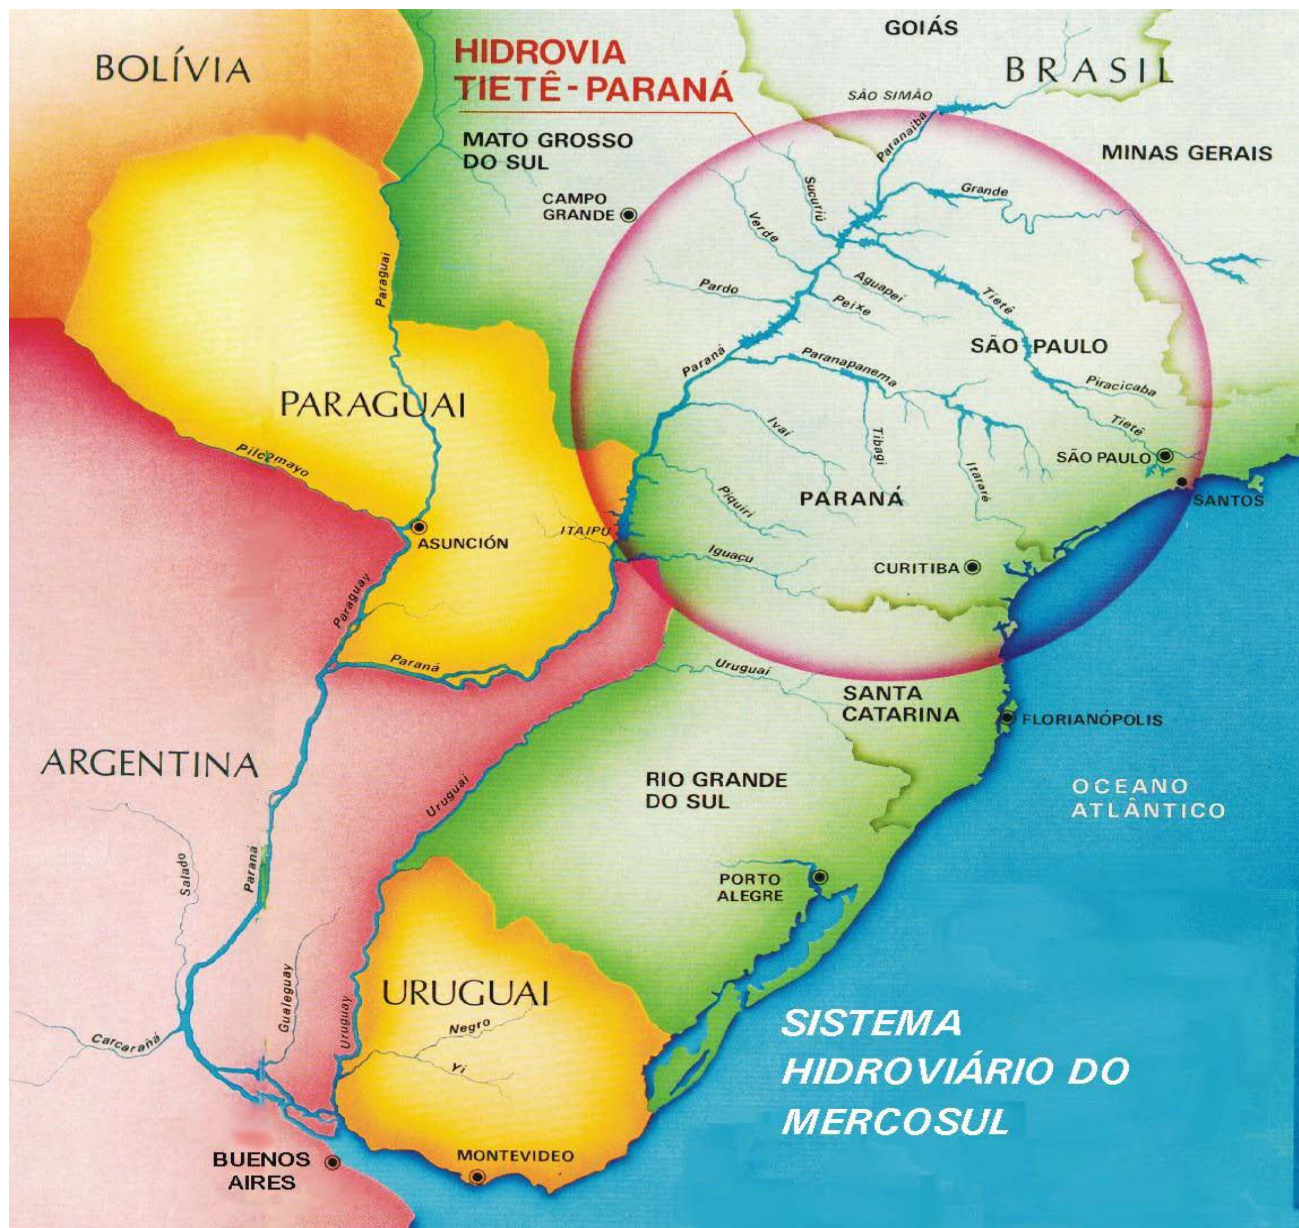 GOIÁS
HIDROVIA
TIETÊ-PARANÁ
BOLÍVIA
BRASIL
SÃO SIMÃO
MATO GROSSO
DO SUL
Paranaíba
MINAS GERAIS
CAMPO
GRANDE
Sucuriú
Grande
Verde
Paraguai
Pardo
Aguapeí
Peixe
Tietê
SÃO PAULO
Paraná
Paranapanema
Piracicaba
PARAGUAI
Ivaí
Tibagi
Tietê
SÃO PAULO
Pilcomayo
Itararé
Piquiri
PARANÁ
SANTOS
ITAIPÚ
ASUNCIÓN
Iguaçu
CURITIBA
Paraguay
Paraná
Uruguai
SANTA
CATARINA
FLORIANÓPOLIS
ARGENTINA
Uruguai
RIO GRANDE
DO SUL
OCEANO
ATLÂNTICO
Salado
Paraná
PORTO
ALEGRE
Gualeguay
URUGUAI
Uruguay
Negro
Carcaraña
Yi
SISTEMA
HIDROVIÁRIO DO
MERCOSUL
BUENOS
AIRES
MONTEVIDEO